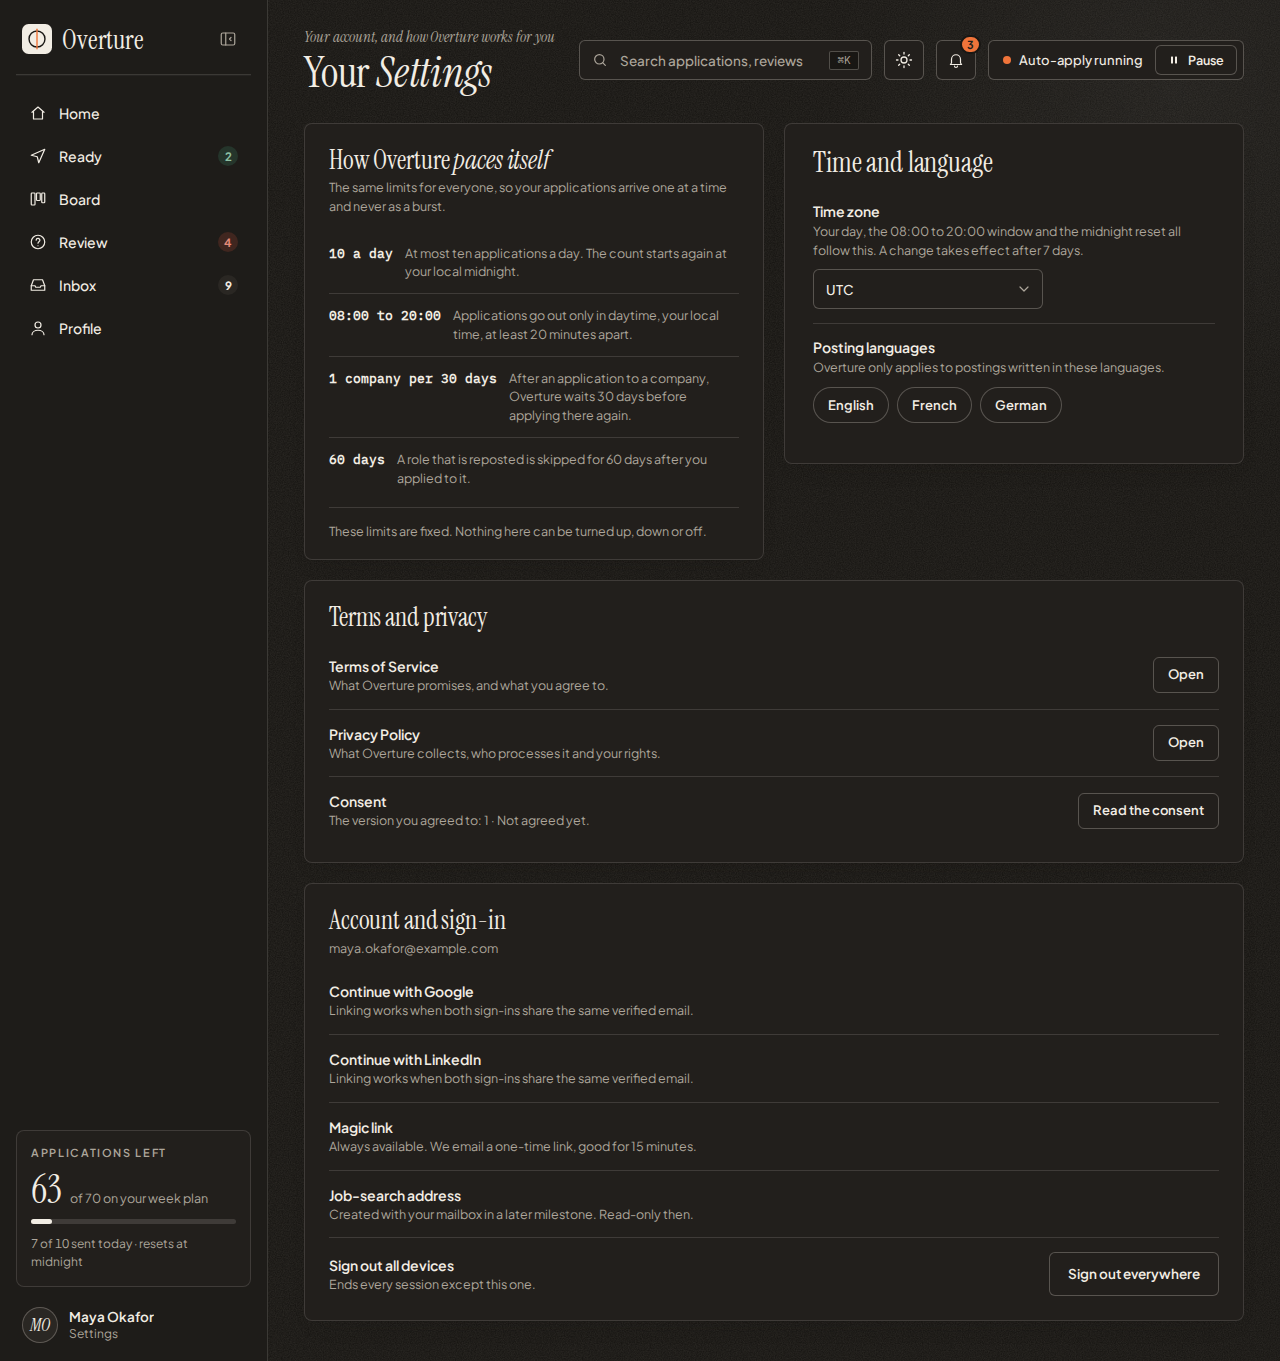 Overture
Home
Ready 2
Board
Review 4
Inbox 9
Profile
APPLICATIONS LEFT
63 of 70 on your week plan
7 of 10 sent today · resets at
midnight
MO
Maya Okafor
Settings
Your account, and how Overture works for you
Your Settings
Search applications, reviews ⌘K
3
Auto-apply running
Pause
How Overture paces itself
The same limits for everyone, so your applications arrive one at a time
and never as a burst.
10 a day At most ten applications a day. The count starts again at
your local midnight.
08:00 to 20:00 Applications go out only in daytime, your local
time, at least 20 minutes apart.
1 company per 30 days After an application to a company,
Overture waits 30 days before
applying there again.
60 days A role that is reposted is skipped for 60 days after you
applied to it.
These limits are fixed. Nothing here can be turned up, down or off.
Time and language
Time zone
Your day, the 08:00 to 20:00 window and the midnight reset all
follow this. A change takes effect after 7 days.
UTC
Posting languages
Overture only applies to postings written in these languages.
English French German
Terms and privacy
Terms of Service
What Overture promises, and what you agree to.
Open
Privacy Policy
What Overture collects, who processes it and your rights.
Open
Consent
The version you agreed to: 1 · Not agreed yet.
Read the consent
Account and sign-in
maya.okafor@example.com
Continue with Google
Linking works when both sign-ins share the same verified email.
Continue with LinkedIn
Linking works when both sign-ins share the same verified email.
Magic link
Always available. We email a one-time link, good for 15 minutes.
Job-search address
Created with your mailbox in a later milestone. Read-only then.
Sign out all devices
Ends every session except this one.
Sign out everywhere